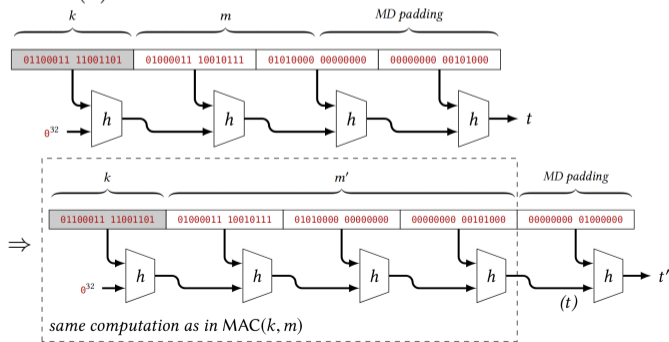 k m MD padding
01100011 11001101 01000011 10010111 01010000 00000000 00000000 00101000
h h h h t
0³²
k m′ MD padding
01100011 11001101 01000011 10010111 01010000 00000000 00000000 00101000 00000000 01000000
⇒ h h h h h t′
0³²
(t)
same computation as in MAC(k, m)